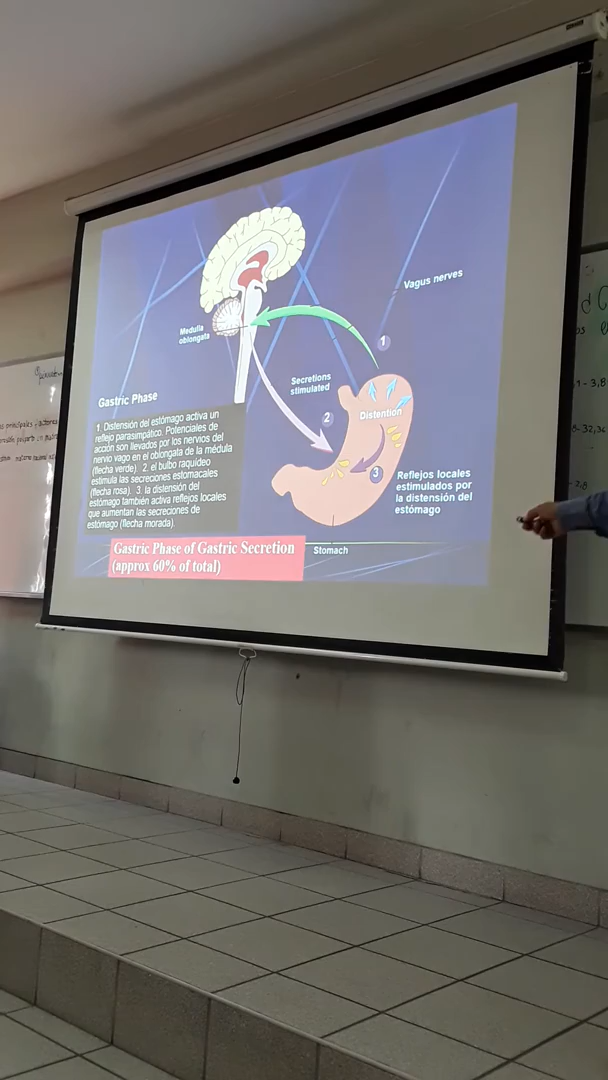 Vagus nerves
Medulla
oblongata
1
Secretions
stimulated
2
Distention
3
Gastric Phase
1. Distensión del estómago activa un
reflejo parasimpático. Potenciales de
acción son llevados por los nervios del
nervio vago en el oblongata de la médula
(flecha verde). 2. el bulbo raquídeo
estimula las secreciones estomacales
(flecha rosa). 3. la distensión del
estómago también activa reflejos locales
que aumentan las secreciones de
estómago (flecha morada).
Reflejos locales
estimulados por
la distensión del
estómago
Gastric Phase of Gastric Secretion
(approx 60% of total)
Stomach